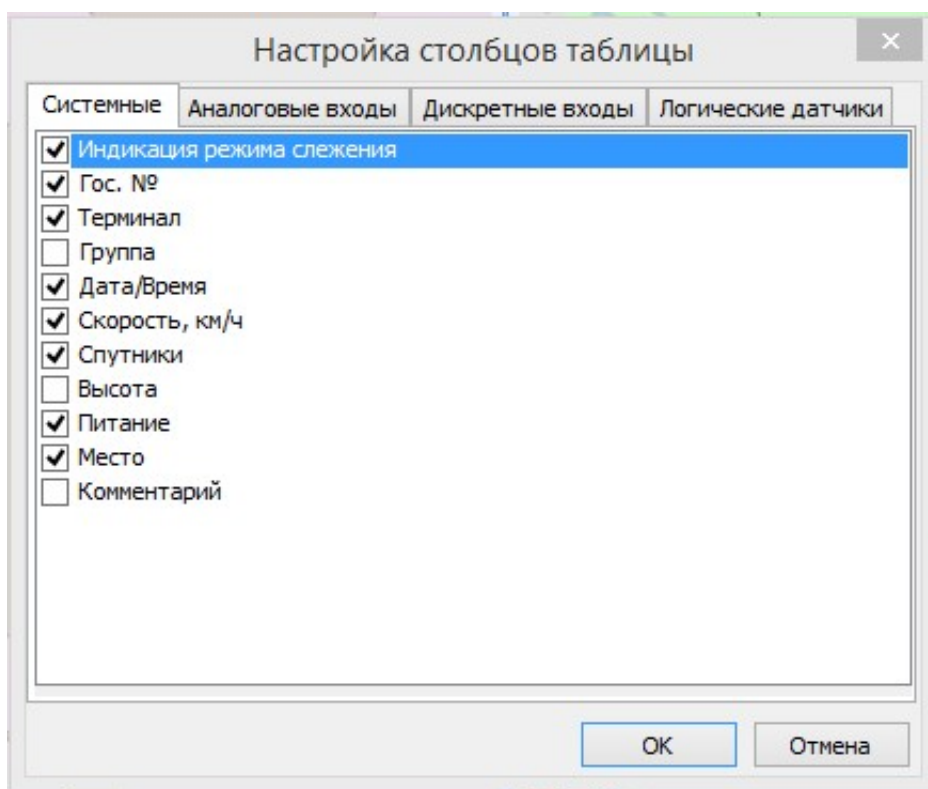 Настройка столбцов таблицы
Системные Аналоговые входы Дискретные входы Логические датчики
Индикация режима слежения
Гос. №
Терминал
Группа
Дата/Время
Скорость, км/ч
Спутники
Высота
Питание
Место
Комментарий
OK Отмена